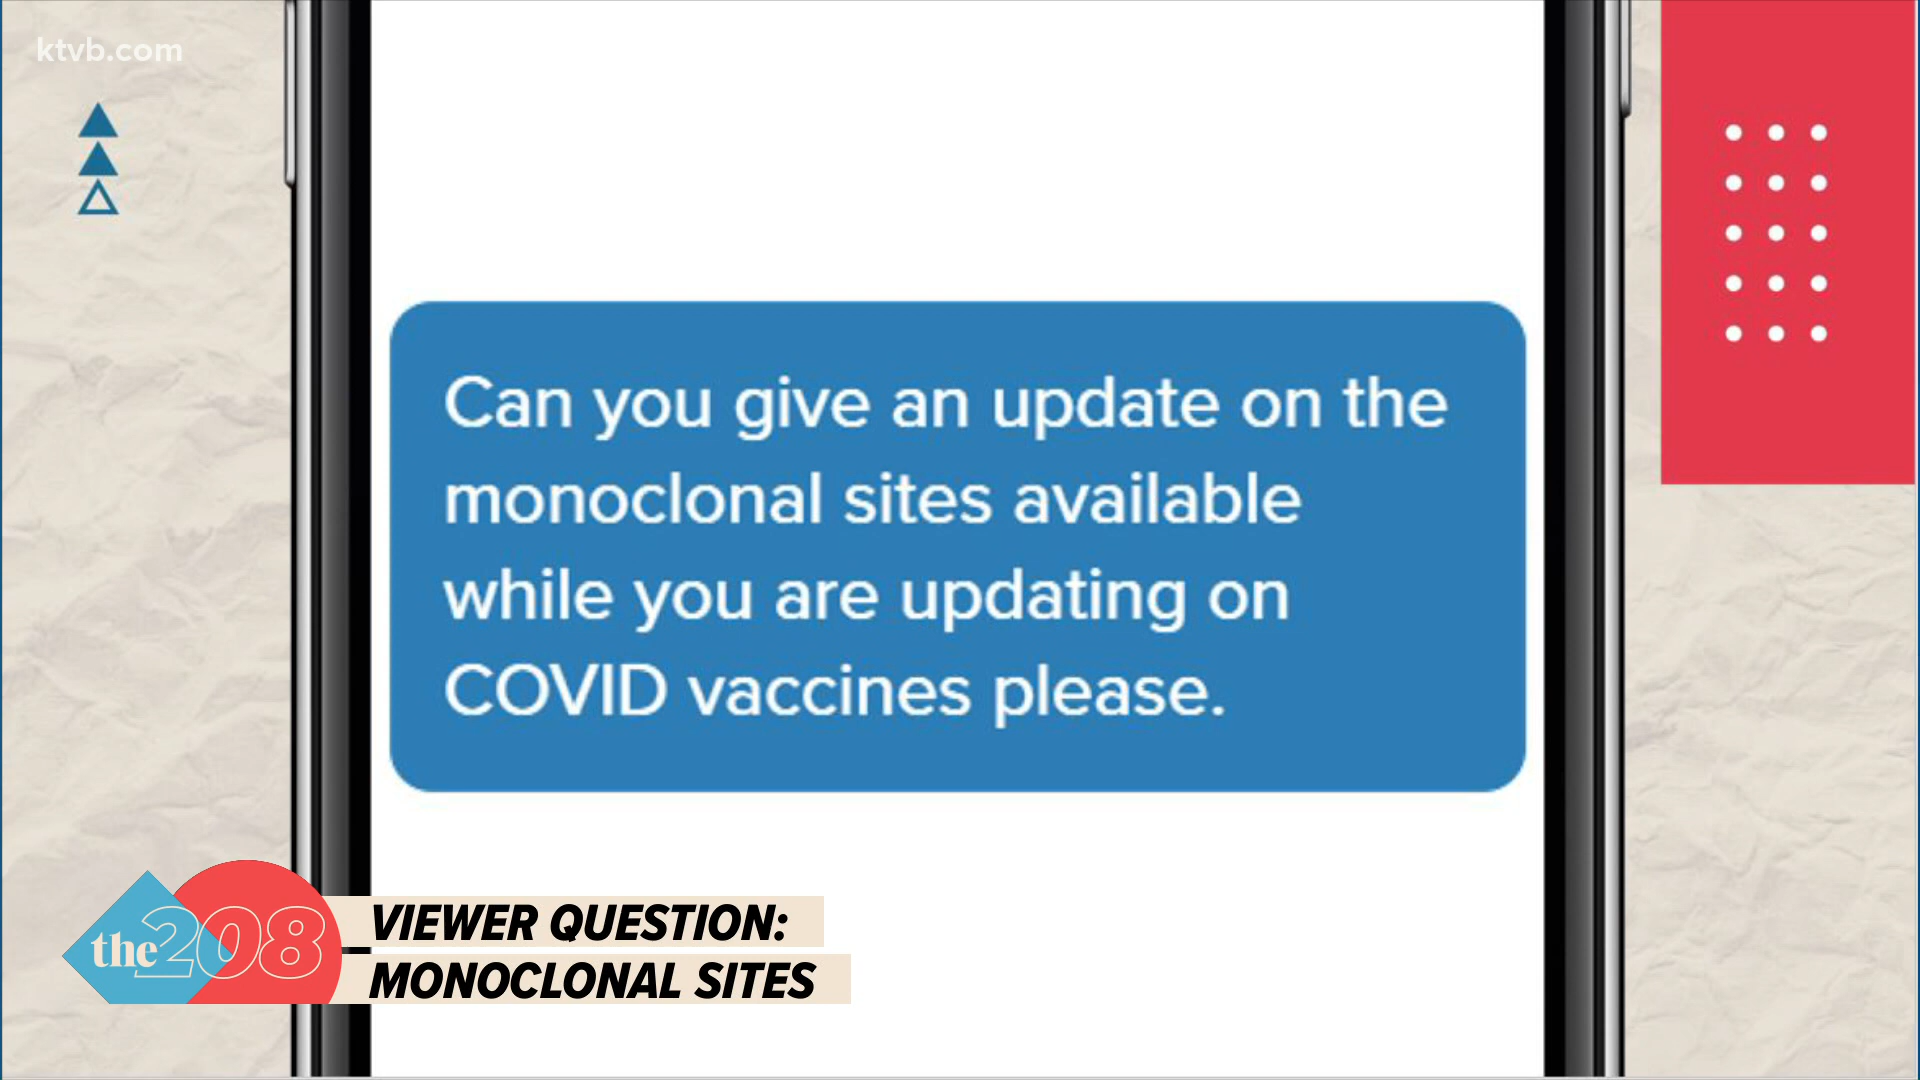 ktvb.com
Can you give an update on the
monoclonal sites available
while you are updating on
COVID vaccines please.
the208
VIEWER QUESTION:
MONOCLONAL SITES